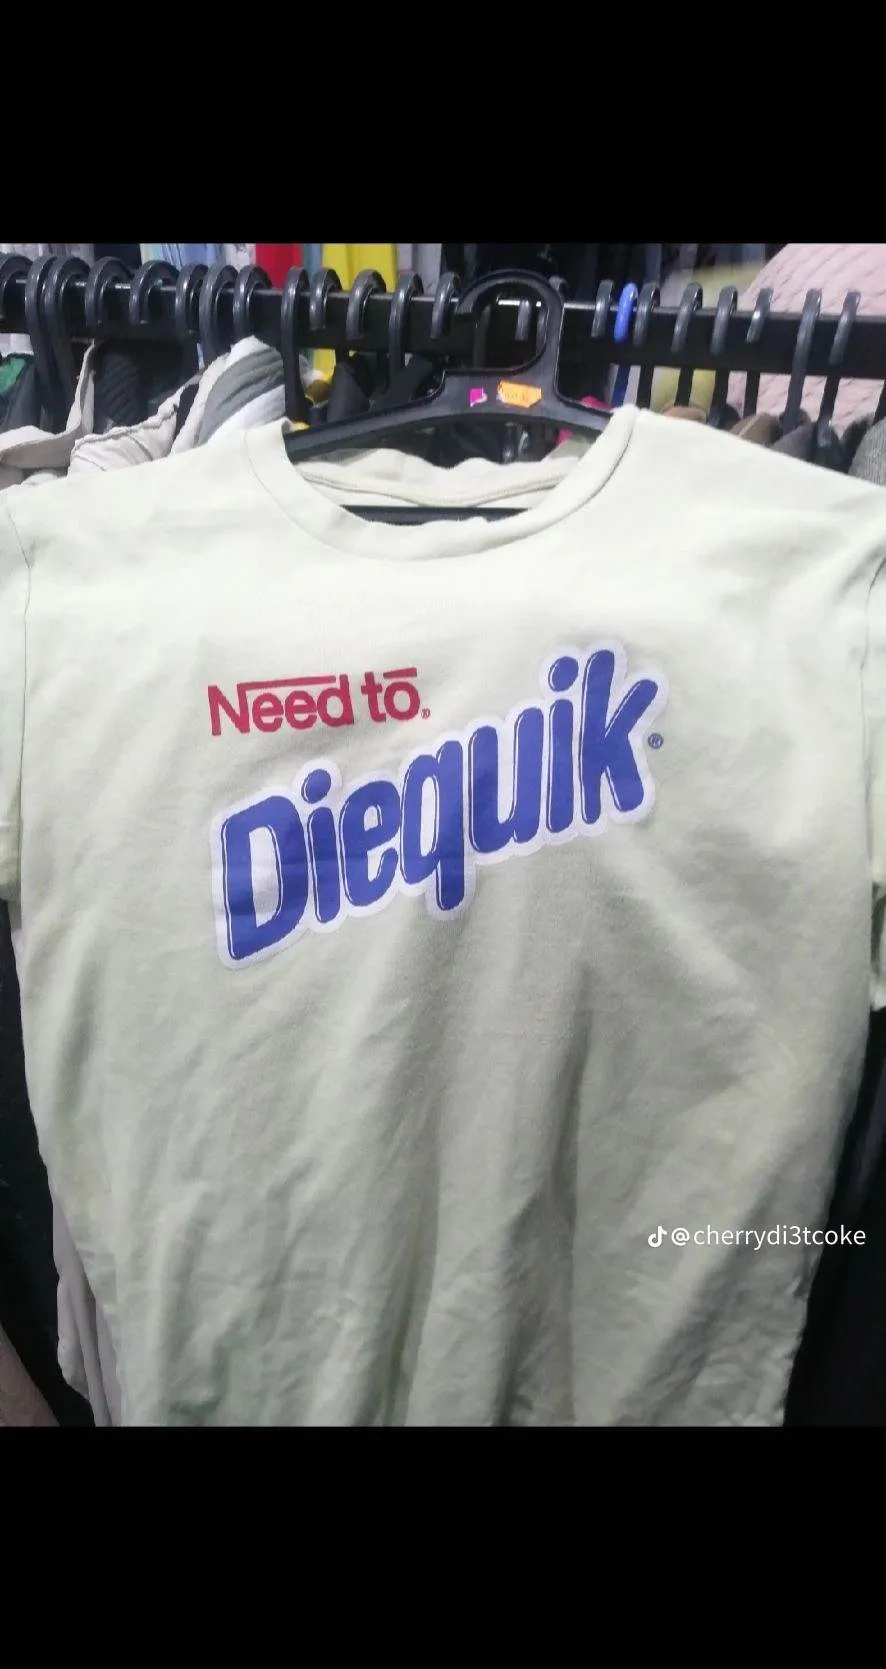 Need to®
Diequik®
@cherrydi3tcoke